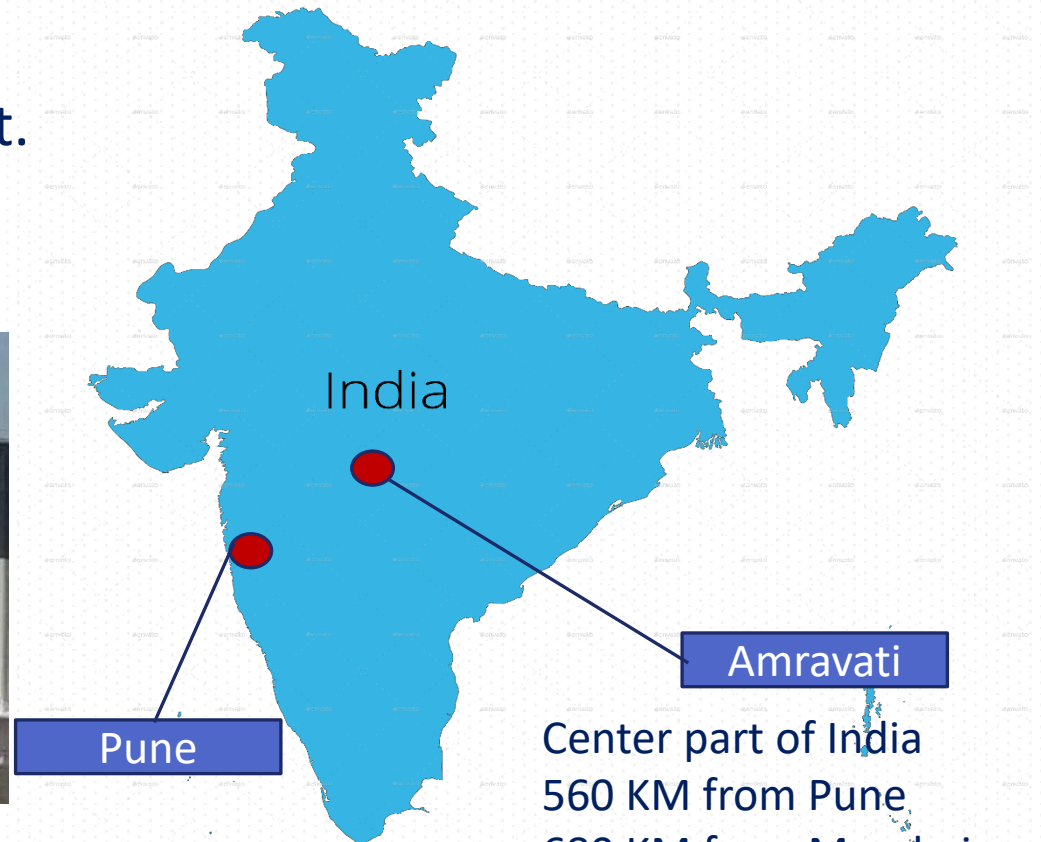 t.
India
Amravati
Pune
Center part of India
560 KM from Pune